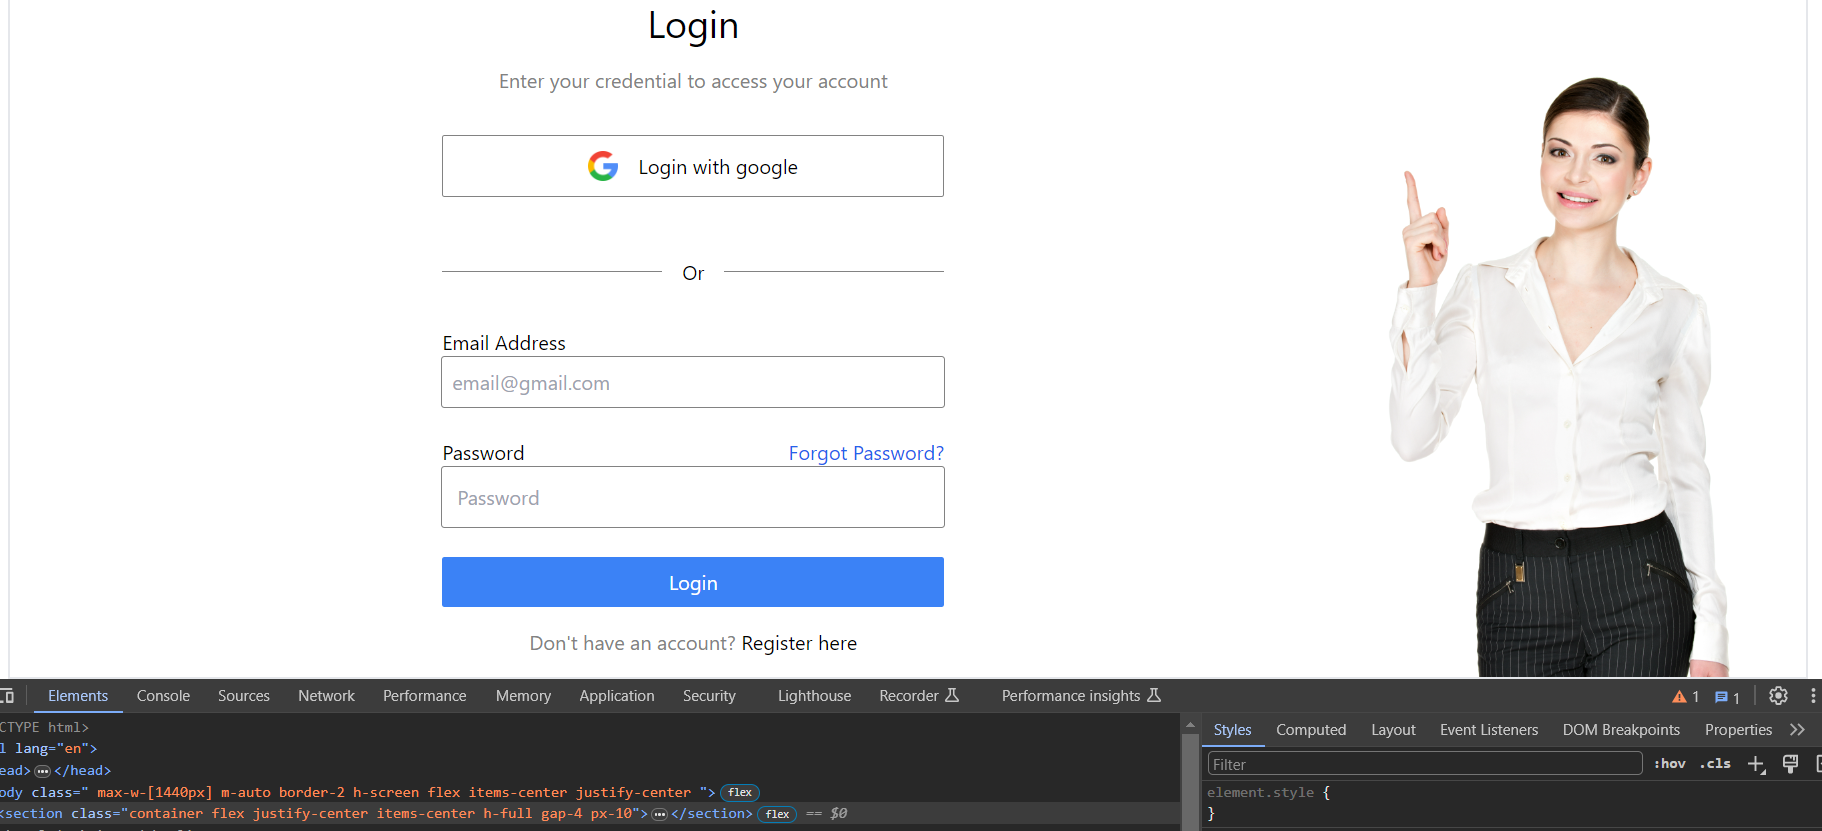 Login
Enter your credential to access your account
Login with google
Or
Email Address
email@gmail.com
Password Forgot Password?
Password
Login
Don't have an account? Register here
Elements Console Sources Network Performance Memory Application Security Lighthouse Recorder Performance insights 1 1
CTYPE html>
l lang="en">
ead>…</head>
ody class=" max-w-[1440px] m-auto border-2 h-screen flex items-center justify-center "> flex
<section class="container flex justify-center items-center h-full gap-4 px-10">…</section> flex == $0
Styles Computed Layout Event Listeners DOM Breakpoints Properties
Filter :hov .cls
element.style {
}